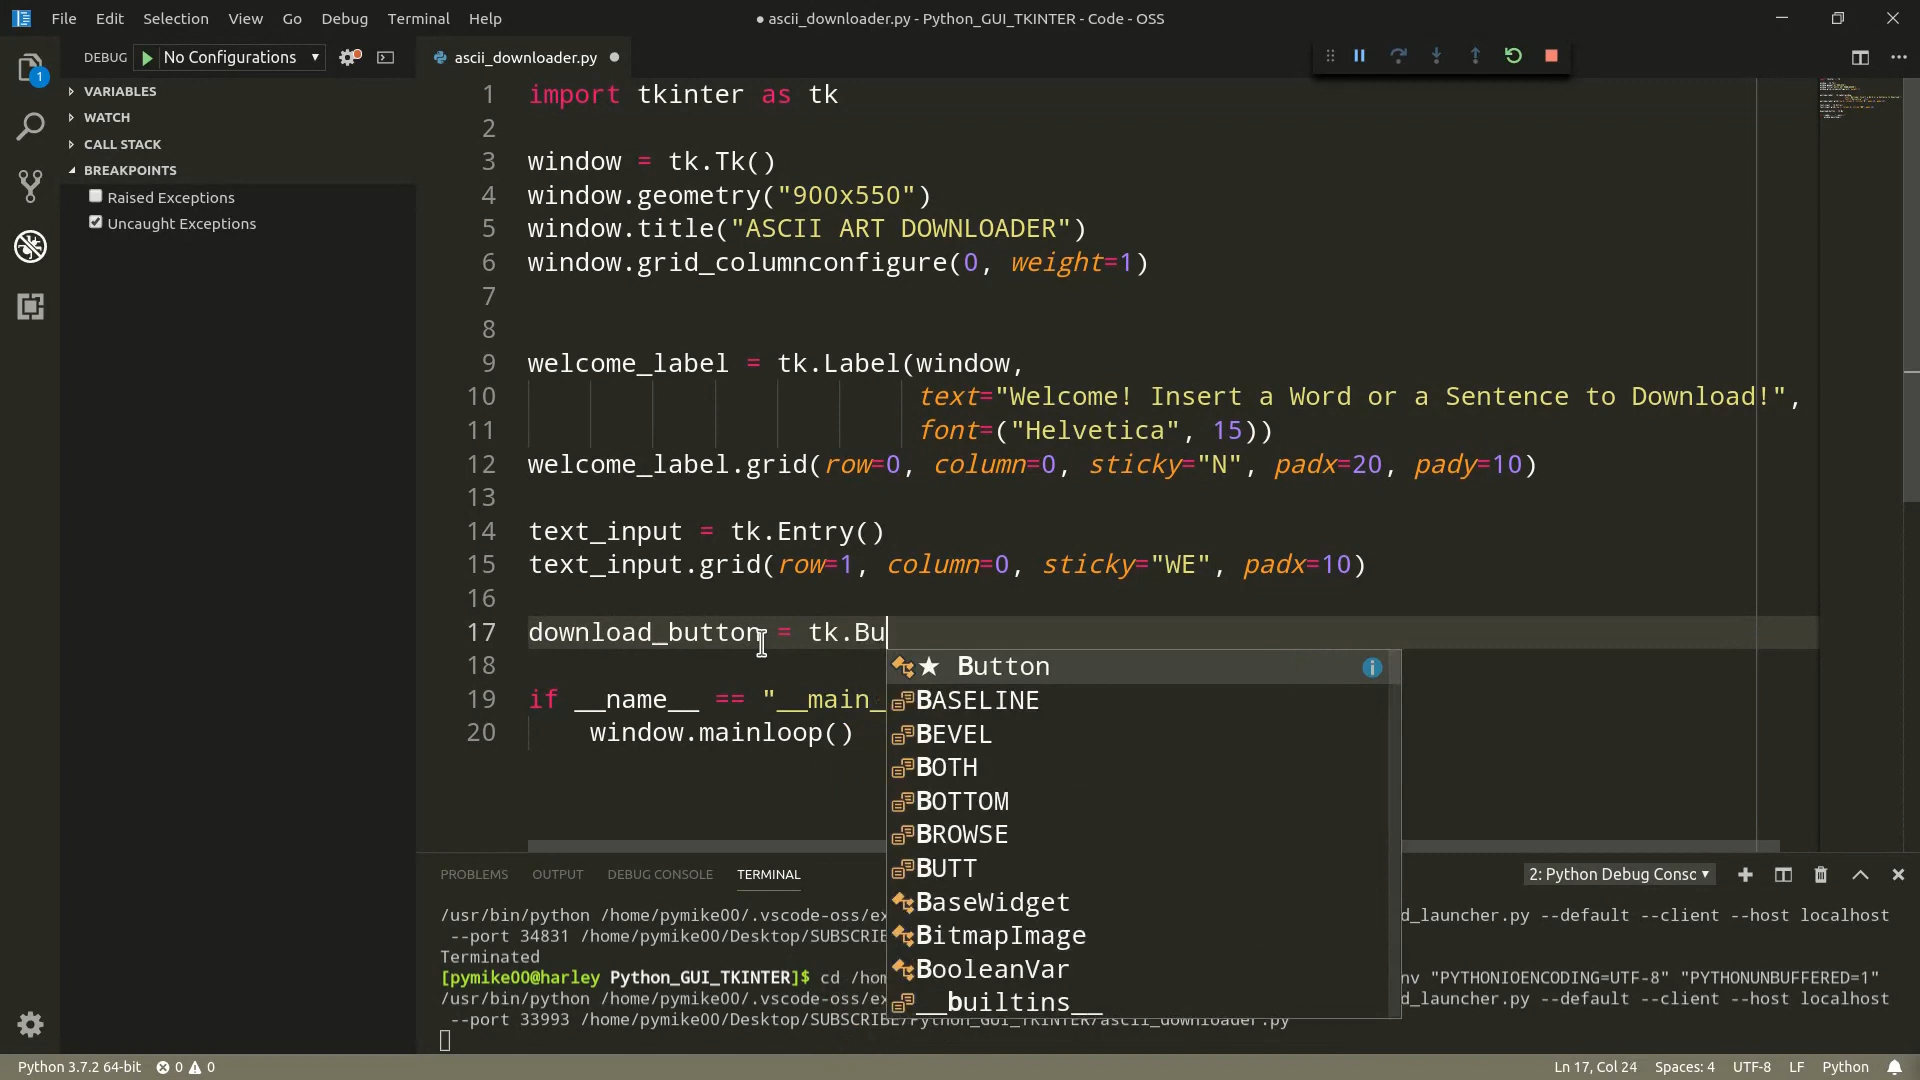 File Edit Selection View Go Debug Terminal Help
● ascii_downloader.py - Python_GUI_TKINTER - Code - OSS
DEBUG No Configurations
ascii_downloader.py
1
VARIABLES
WATCH
CALL STACK
BREAKPOINTS
Raised Exceptions
Uncaught Exceptions
1 import tkinter as tk
2
3 window = tk.Tk()
4 window.geometry("900x550")
5 window.title("ASCII ART DOWNLOADER")
6 window.grid_columnconfigure(0, weight=1)
7
8
9 welcome_label = tk.Label(window,
10 text="Welcome! Insert a Word or a Sentence to Download!",
11 font=("Helvetica", 15))
12 welcome_label.grid(row=0, column=0, sticky="N", padx=20, pady=10)
13
14 text_input = tk.Entry()
15 text_input.grid(row=1, column=0, sticky="WE", padx=10)
16
17 download_button = tk.Bu
18
19 if __name__ == "__main_
20 window.mainloop()
★ Button
BASELINE
BEVEL
BOTH
BOTTOM
BROWSE
BUTT
BaseWidget
BitmapImage
BooleanVar
__builtins__
PROBLEMS OUTPUT DEBUG CONSOLE TERMINAL
2: Python Debug Consc
/usr/bin/python /home/pymike00/.vscode-oss/ex d_launcher.py --default --client --host localhost
--port 34831 /home/pymike00/Desktop/SUBSCRIBE
Terminated
[pymike00@harley Python_GUI_TKINTER]$ cd /hom nv "PYTHONIOENCODING=UTF-8" "PYTHONUNBUFFERED=1"
/usr/bin/python /home/pymike00/.vscode-oss/ex d_launcher.py --default --client --host localhost
--port 33993 /home/pymike00/Desktop/SUBSCRIBE/Python_GUI_TKINTER/ascii_downloader.py
Python 3.7.2 64-bit 0 0
Ln 17, Col 24 Spaces: 4 UTF-8 LF Python